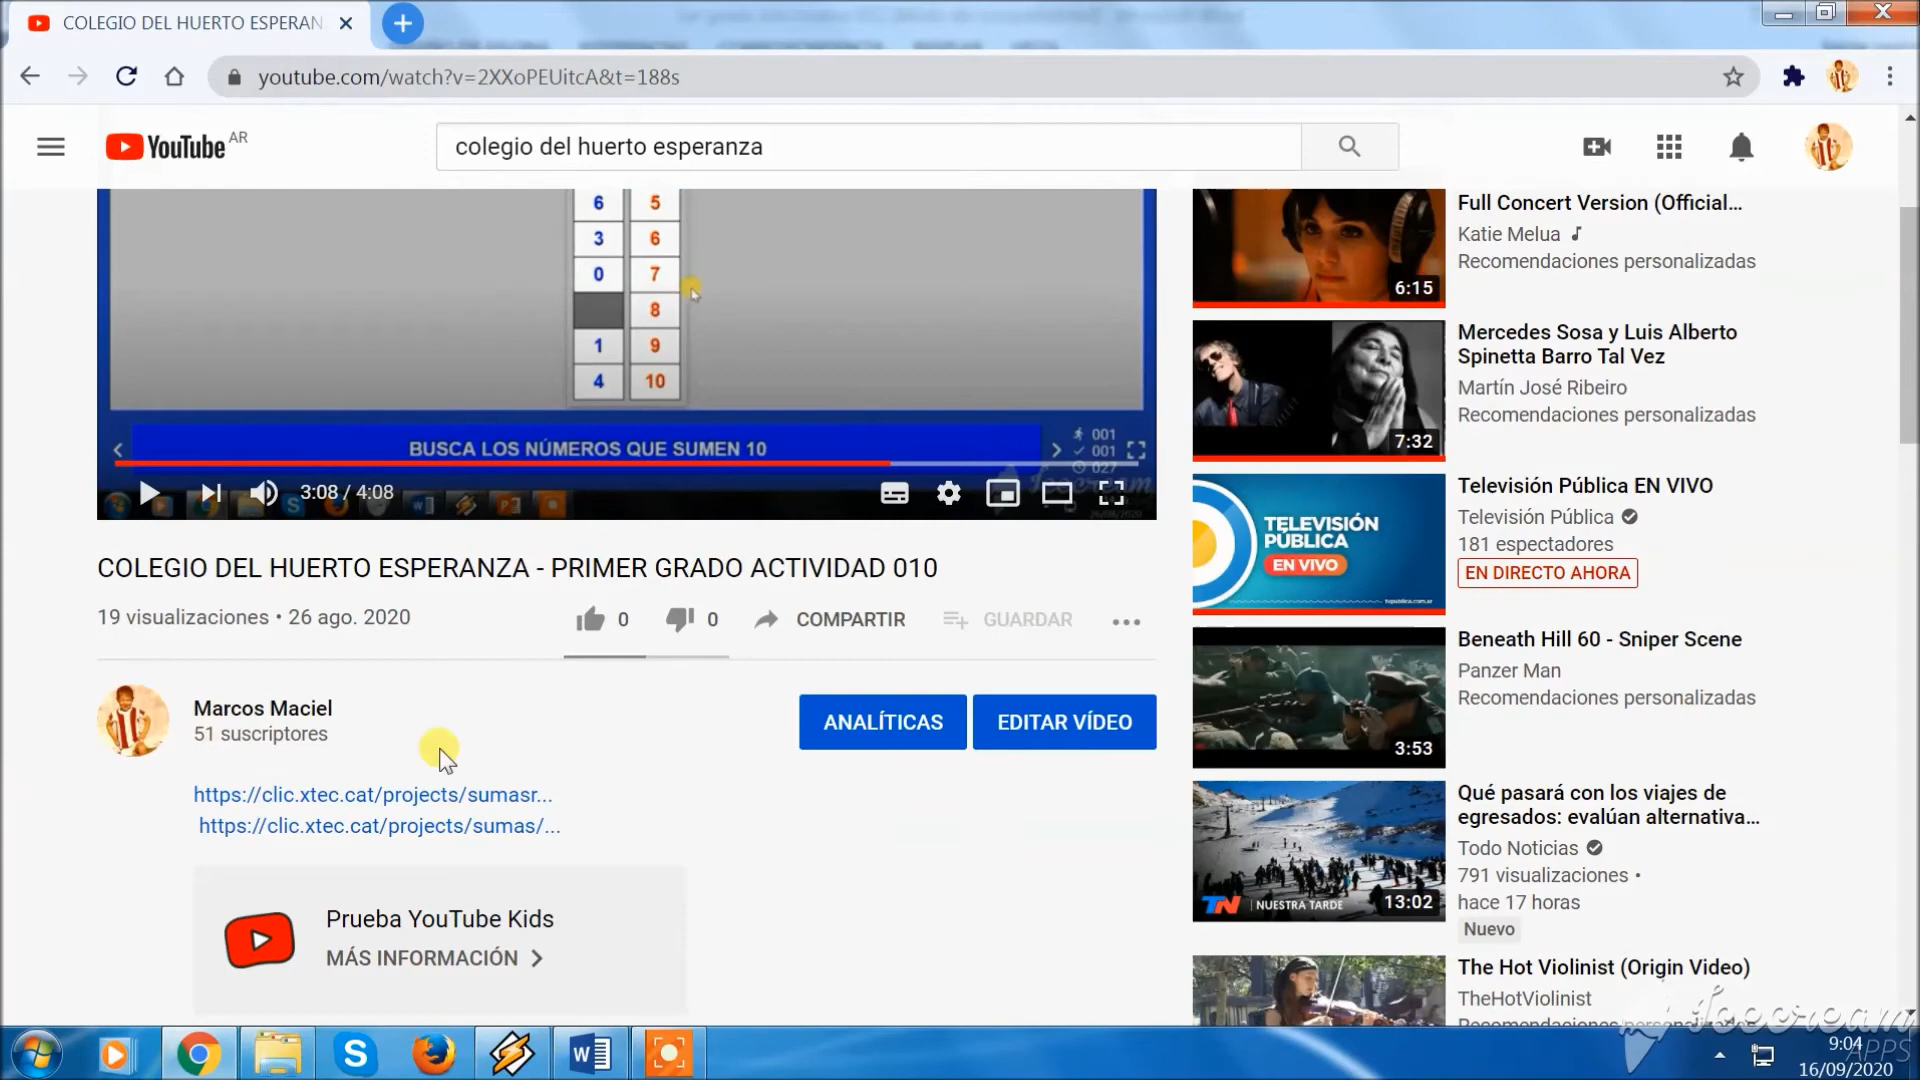 COLEGIO DEL HUERTO ESPERAN
youtube.com/watch?v=2XXoPEUitcA&t=188s
YouTube AR
colegio del huerto esperanza
6 5
3 6
0 7
8
1 9
4 10
BUSCA LOS NÚMEROS QUE SUMEN 10
001
001
027
3:08 / 4:08
COLEGIO DEL HUERTO ESPERANZA - PRIMER GRADO ACTIVIDAD 010
19 visualizaciones • 26 ago. 2020
0
0
COMPARTIR
GUARDAR
Marcos Maciel
51 suscriptores
ANALÍTICAS
EDITAR VÍDEO
https://clic.xtec.cat/projects/sumasr...
https://clic.xtec.cat/projects/sumas/...
Prueba YouTube Kids
MÁS INFORMACIÓN
Full Concert Version (Official...
Katie Melua
Recomendaciones personalizadas
6:15
Mercedes Sosa y Luis Alberto
Spinetta Barro Tal Vez
Martín José Ribeiro
Recomendaciones personalizadas
7:32
TELEVISIÓN
PÚBLICA
EN VIVO
Televisión Pública EN VIVO
Televisión Pública
181 espectadores
EN DIRECTO AHORA
Beneath Hill 60 - Sniper Scene
Panzer Man
Recomendaciones personalizadas
3:53
Qué pasará con los viajes de
egresados: evalúan alternativa...
Todo Noticias
791 visualizaciones •
hace 17 horas
Nuevo
TN NUESTRA TARDE
13:02
The Hot Violinist (Origin Video)
TheHotViolinist
Icecream
APPS
9:04
16/09/2020